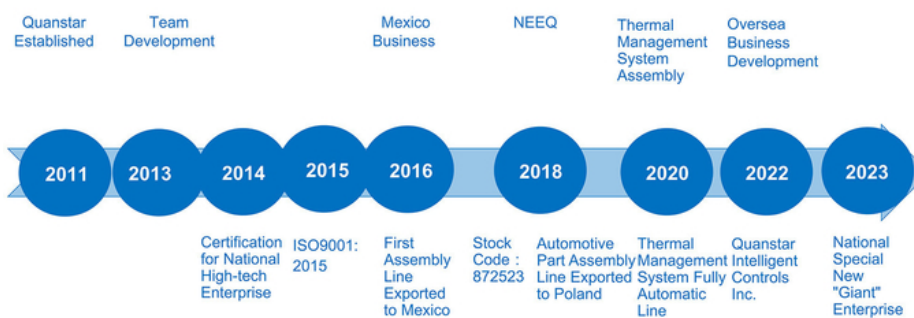 Quanstar
Established
Team
Development
Mexico
Business
NEEQ
Thermal
Management
System
Assembly
Oversea
Business
Development
2011
2013
2014
2015
2016
2018
2020
2022
2023
Certification
for National
High-tech
Enterprise
ISO9001:
2015
First
Assembly
Line
Exported
to Mexico
Stock
Code :
872523
Automotive
Part Assembly
Line Exported
to Poland
Thermal
Management
System Fully
Automatic
Line
Quanstar
Intelligent
Controls
Inc.
National
Special
New
"Giant"
Enterprise